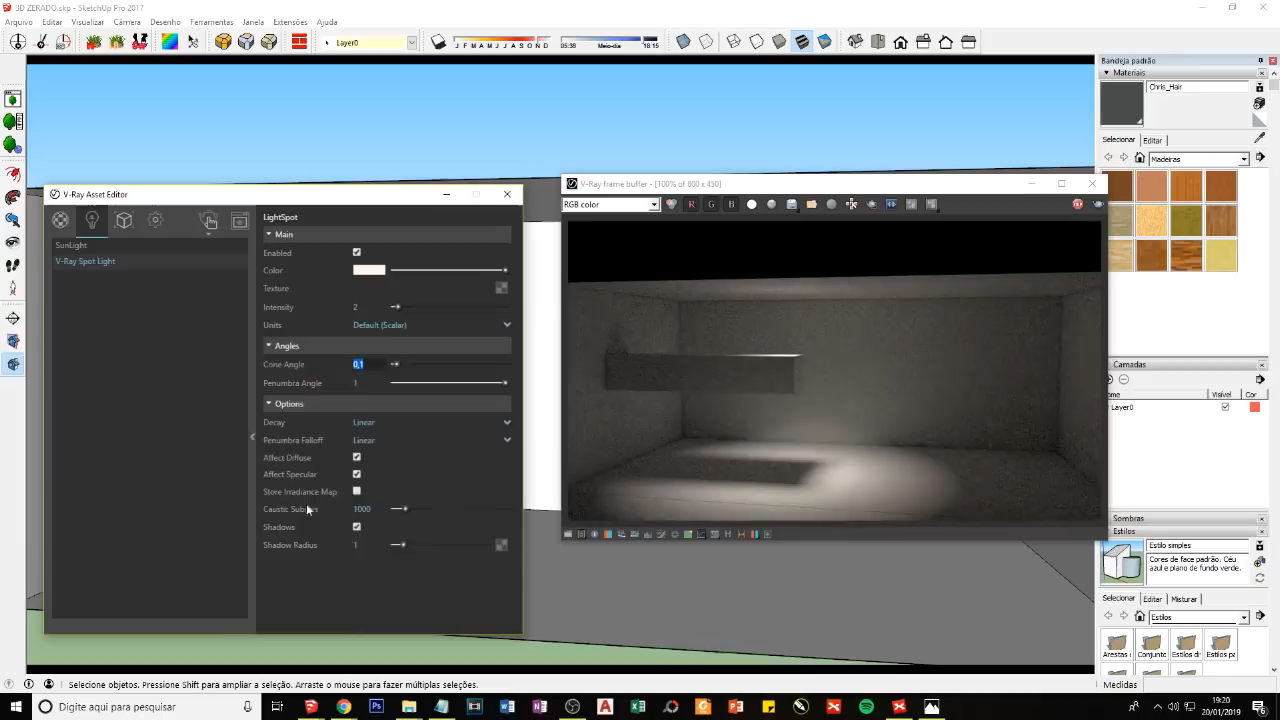 3D ZERADO.skp - SketchUp Pro 2017
Arquivo Editar Visualizar Câmera Desenho Ferramentas Janela Extensões Ajuda
Layer0
J F M A M J J A S O N D
05:38 Meio-dia 18:15
Bandeja padrão
Materiais
Chris_Hair
Selecionar Editar
Madeiras
V-Ray Asset Editor
SunLight
V-Ray Spot Light
LightSpot
Main
Enabled
Color
Texture
Intensity 2
Units Default (Scalar)
Angles
Cone Angle 0,1
Penumbra Angle 1
Options
Decay Linear
Penumbra Falloff Linear
Affect Diffuse
Affect Specular
Store Irradiance Map
Caustic 1000
Shadows
Shadow Radius 1
V-Ray frame buffer - [100% of 800 x 450]
RGB color R G B
Camadas
ome Visível Cor
Layer0
Sombras
Estilos
Estilo simples
Cores de face padrão. Céu
azul e plano de fundo verde.
Selecionar Editar Misturar
Estilos
Arestas Conjunto Estilos di Estilos pa
Medidas
Selecione objetos. Pressione Shift para ampliar a seleção. Arraste o mouse para fazer múltiplas seleções.
Digite aqui para pesquisar
19:20
20/01/2019